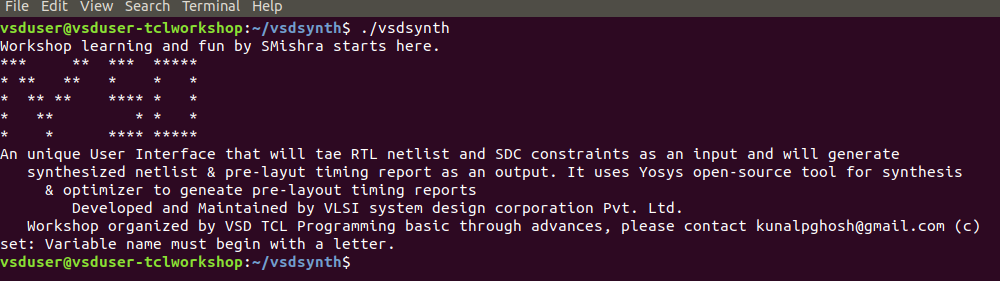 File Edit View Search Terminal Help
vsduser@vsduser-tclworkshop:~/vsdsynth$ ./vsdsynth
Workshop learning and fun by SMishra starts here.
***     **  ***  *****
* **   **   *    *   *
*  ** **    **** *   *
*   **         * *   *
*    *      **** *****
An unique User Interface that will tae RTL netlist and SDC constraints as an input and will generate
   synthesized netlist & pre-layut timing report as an output. It uses Yosys open-source tool for synthesis
     & optimizer to geneate pre-layout timing reports
        Developed and Maintained by VLSI system design corporation Pvt. Ltd.
   Workshop organized by VSD TCL Programming basic through advances, please contact kunalpghosh@gmail.com (c)
set: Variable name must begin with a letter.
vsduser@vsduser-tclworkshop:~/vsdsynth$